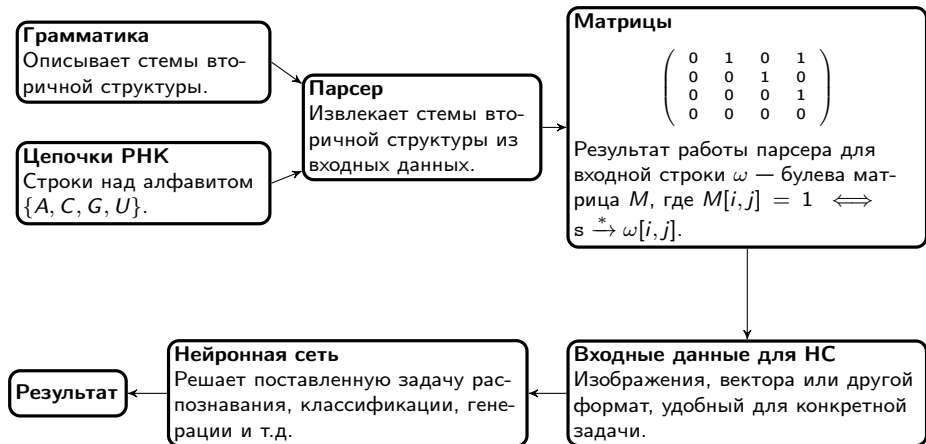 Грамматика
Описывает стемы вто-
ричной структуры.
Цепочки РНК
Строки над алфавитом
{A, C, G, U}.
Парсер
Извлекает стемы вто-
ричной структуры из
входных данных.
Матрицы
0 1 0 1
0 0 1 0
0 0 0 1
0 0 0 0
Результат работы парсера для
входной строки ω — булева мат-
рица M, где M[i, j] = 1 ⟺
s →* ω[i, j].
Входные данные для НС
Изображения, вектора или другой
формат, удобный для конкретной
задачи.
Нейронная сеть
Решает поставленную задачу рас-
познавания, классификации, гене-
рации и т.д.
Результат